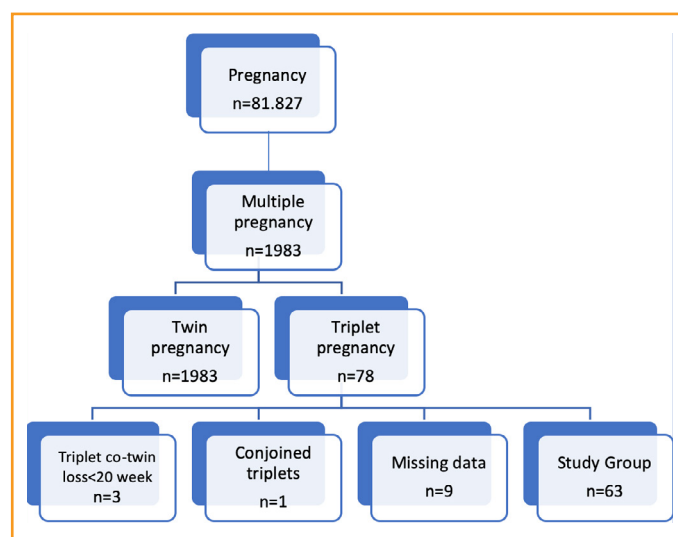 Pregnancy
n=81.827
Multiple
pregnancy
n=1983
Twin
pregnancy
n=1983
Triplet
pregnancy
n=78
Triplet co-twin
loss<20 week
n=3
Conjoined
triplets
n=1
Missing data
n=9
Study Group
n=63